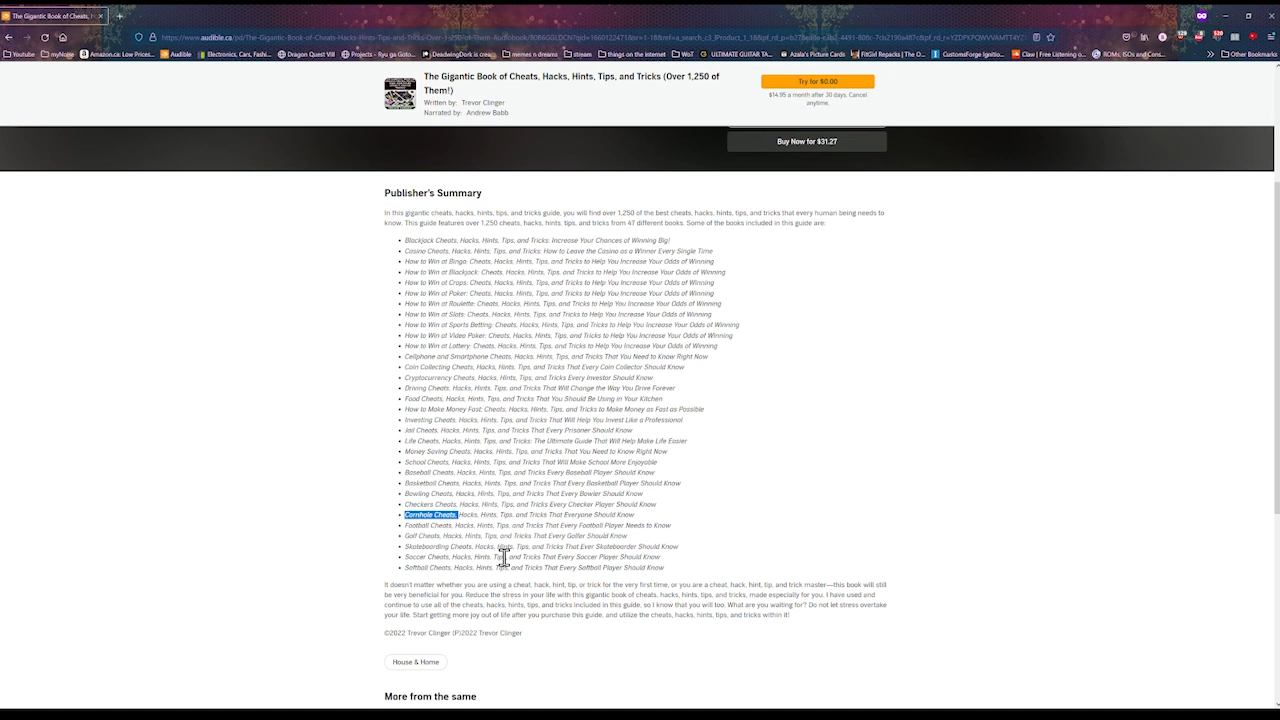 The Gigantic Book of Cheats,
The Gigantic Book of Cheats, Hacks, Hints, Tips, and Tricks (Over 1,250 of
Them!)
Written by: Trevor Clinger
Narrated by: Andrew Babb
Try for $0.00
$14.95 a month after 30 days. Cancel
anytime.
Buy Now for $31.27
Publisher's Summary
In this gigantic cheats, hacks, hints, tips, and tricks guide, you will find over 1,250 of the best cheats, hacks, hints, tips, and tricks that every human being needs to
know. This guide features over 1,250 cheats, hacks, hints, tips, and tricks from 47 different books. Some of the books included in this guide are:
Blackjack Cheats, Hacks, Hints, Tips, and Tricks: Increase Your Chances of Winning Big!
Casino Cheats, Hacks, Hints, Tips, and Tricks: How to Leave the Casino as a Winner Every Single Time
How to Win at Bingo: Cheats, Hacks, Hints, Tips, and Tricks to Help You Increase Your Odds of Winning
How to Win at Blackjack: Cheats, Hacks, Hints, Tips, and Tricks to Help You Increase Your Odds of Winning
How to Win at Craps: Cheats, Hacks, Hints, Tips, and Tricks to Help You Increase Your Odds of Winning
How to Win at Poker: Cheats, Hacks, Hints, Tips, and Tricks to Help You Increase Your Odds of Winning
How to Win at Roulette: Cheats, Hacks, Hints, Tips, and Tricks to Help You Increase Your Odds of Winning
How to Win at Slots: Cheats, Hacks, Hints, Tips, and Tricks to Help You Increase Your Odds of Winning
How to Win at Sports Betting: Cheats, Hacks, Hints, Tips, and Tricks to Help You Increase Your Odds of Winning
How to Win at Video Poker: Cheats, Hacks, Hints, Tips, and Tricks to Help You Increase Your Odds of Winning
How to Win at Lottery: Cheats, Hacks, Hints, Tips, and Tricks to Help You Increase Your Odds of Winning
Cellphone and Smartphone Cheats, Hacks, Hints, Tips, and Tricks That You Need to Know Right Now
Coin Collecting Cheats, Hacks, Hints, Tips, and Tricks That Every Coin Collector Should Know
Cryptocurrency Cheats, Hacks, Hints, Tips, and Tricks Every Investor Should Know
Driving Cheats, Hacks, Hints, Tips, and Tricks That Will Change the Way You Drive Forever
Food Cheats, Hacks, Hints, Tips, and Tricks That You Should Be Using in Your Kitchen
How to Make Money Fast: Cheats, Hacks, Hints, Tips, and Tricks to Make Money as Fast as Possible
Investing Cheats, Hacks, Hints, Tips, and Tricks That Will Help You Invest Like a Professional
Jail Cheats, Hacks, Hints, Tips, and Tricks That Every Prisoner Should Know
Life Cheats, Hacks, Hints, Tips, and Tricks: The Ultimate Guide That Will Help Make Life Easier
Money Saving Cheats, Hacks, Hints, Tips, and Tricks That You Need to Know Right Now
School Cheats, Hacks, Hints, Tips, and Tricks That Will Make School More Enjoyable
Baseball Cheats, Hacks, Hints, Tips, and Tricks Every Baseball Player Should Know
Basketball Cheats, Hacks, Hints, Tips, and Tricks That Every Basketball Player Should Know
Bowling Cheats, Hacks, Hints, Tips, and Tricks That Every Bowler Should Know
Checkers Cheats, Hacks, Hints, Tips, and Tricks Every Checker Player Should Know
Cornhole Cheats, Hacks, Hints, Tips, and Tricks That Everyone Should Know
Football Cheats, Hacks, Hints, Tips, and Tricks That Every Football Player Needs to Know
Golf Cheats, Hacks, Hints, Tips, and Tricks That Every Golfer Should Know
Skateboarding Cheats, Hacks, Hints, Tips, and Tricks That Ever Skateboarder Should Know
Soccer Cheats, Hacks, Hints, Tips, and Tricks That Every Soccer Player Should Know
Softball Cheats, Hacks, Hints, Tips, and Tricks That Every Softball Player Should Know
It doesn't matter whether you are using a cheat, hack, hint, tip, or trick for the very first time, or you are a cheat, hack, hint, tip, and trick master—this book will still
be very beneficial for you. Reduce the stress in your life with this gigantic book of cheats, hacks, hints, tips, and tricks, made especially for you. I have used and
continue to use all of the cheats, hacks, hints, tips, and tricks included in this guide, so I know that you will too. What are you waiting for? Do not let stress overtake
your life. Start getting more joy out of life after you purchase this guide, and utilize the cheats, hacks, hints, tips, and tricks within it!
©2022 Trevor Clinger (P)2022 Trevor Clinger
House & Home
More from the same